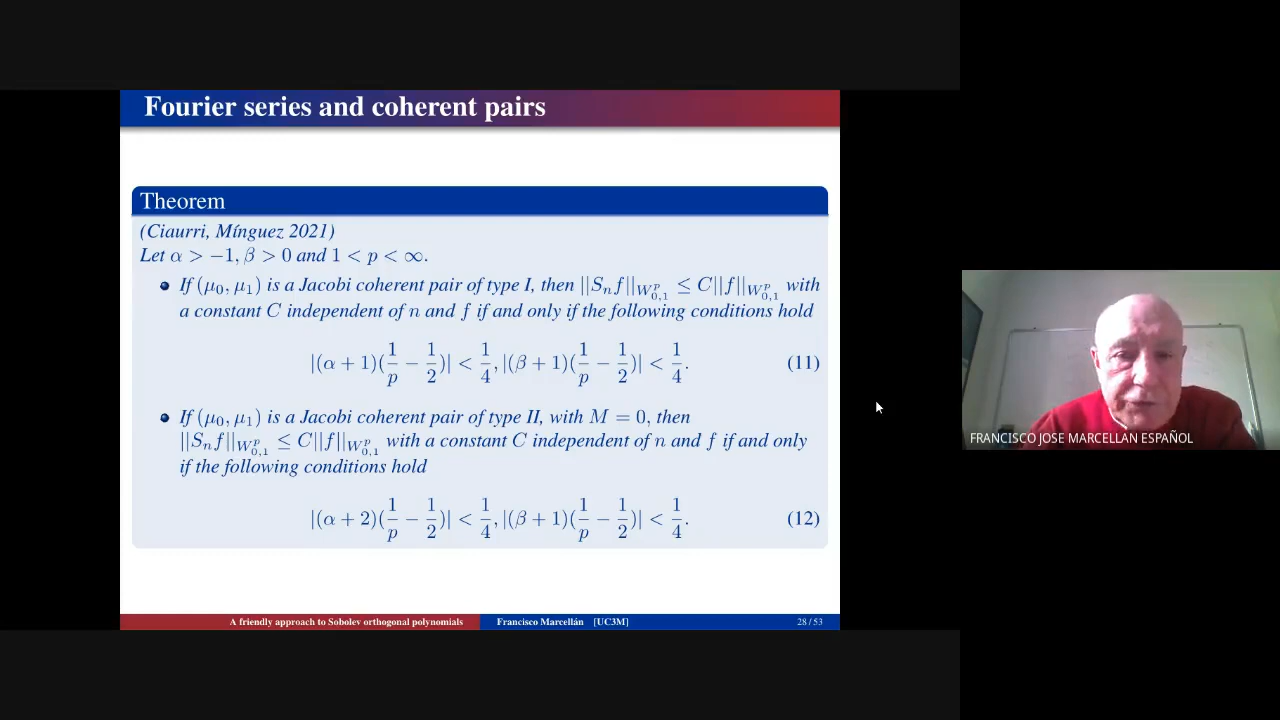 Fourier series and coherent pairs
Theorem
(Ciaurri, Mínguez 2021)
Let α > −1, β > 0 and 1 < p < ∞.
If (μ₀, μ₁) is a Jacobi coherent pair of type I, then ||Sₙf||_{W^p_{0,1}} ≤ C||f||_{W^p_{0,1}} with
a constant C independent of n and f if and only if the following conditions hold
|(α + 1)(1/p − 1/2)| < 1/4, |(β + 1)(1/p − 1/2)| < 1/4. (11)
If (μ₀, μ₁) is a Jacobi coherent pair of type II, with M = 0, then
||Sₙf||_{W^p_{0,1}} ≤ C||f||_{W^p_{0,1}} with a constant C independent of n and f if and only
if the following conditions hold
|(α + 2)(1/p − 1/2)| < 1/4, |(β + 1)(1/p − 1/2)| < 1/4. (12)
A friendly approach to Sobolev orthogonal polynomials Francisco Marcellán [UC3M] 28 / 53
FRANCISCO JOSE MARCELLAN ESPAÑOL